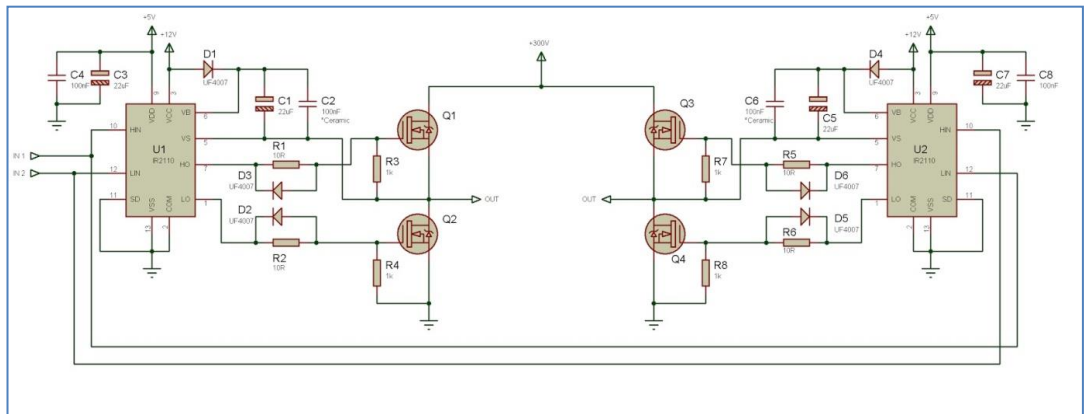 +5V
+12V
C4
100nF
C3
22uF
D1
UF4007
C1
22uF
C2
100nF
*Ceramic
+300V
Q1
Q3
D4
UF4007
+12V
+5V
C6
100nF
*Ceramic
C5
22uF
C7
22uF
C8
100nF
9
3
VDD
VCC
VB
6
VS
5
HO
7
LO
1
10
HIN
12
LIN
11
SD
VSS
COM
13
2
U1
IR2110
IN 1
IN 2
R1
10R
D3
UF4007
D2
UF4007
R2
10R
R3
1k
R4
1k
Q2
OUT
OUT
Q4
R7
1k
R8
1k
R5
10R
D6
UF4007
D5
UF4007
R6
10R
3
9
VCC
VDD
6
VB
5
VS
7
HO
1
LO
HIN
10
LIN
12
SD
11
COM
VSS
2
13
U2
IR2110